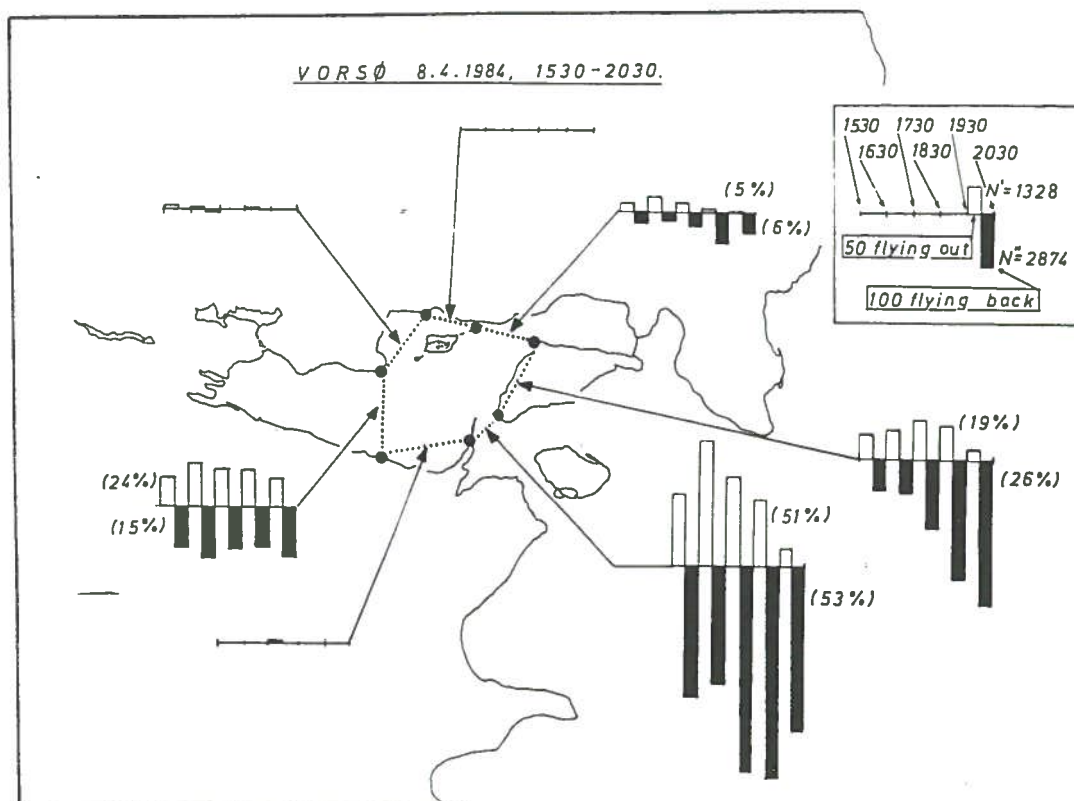 VORSØ 8.4.1984, 1530-2030.
1530 1730 1930
1630 1830 2030
N'=1328
50 flying out
N"=2874
100 flying back
(5%)
(6%)
(19%)
(26%)
(24%)
(15%)
(51%)
(53%)